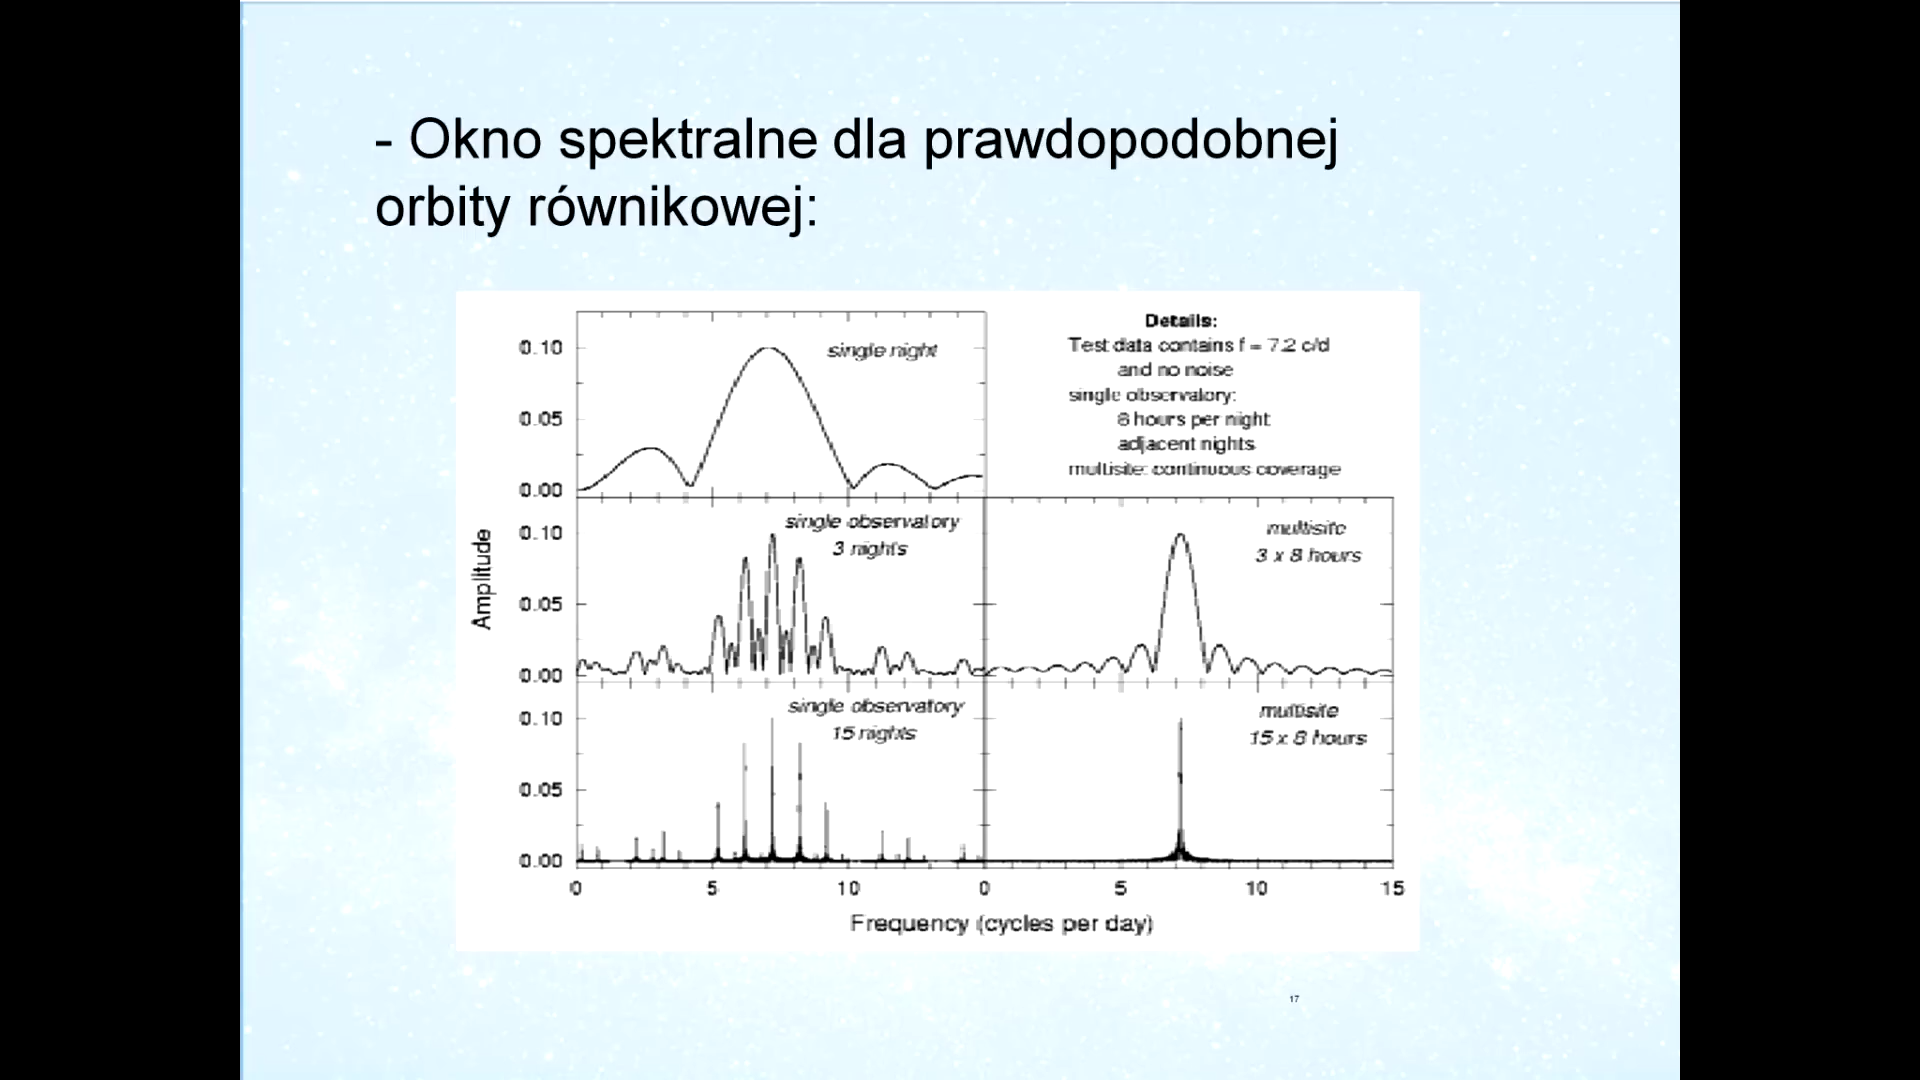 - Okno spektralne dla prawdopodobnej
orbity równikowej:
Details:
Test data contains f = 7.2 c/d
and no noise
single observatory:
8 hours per night
adjacent nights
multisite: continuous coverage
single night
0.10
0.05
0.00
single observatory
3 nights
0.10
0.05
0.00
multisite
3 x 8 hours
Amplitude
single observatory
15 nights
0.10
0.05
0.00
multisite
15 x 8 hours
0 5 10 0 5 10 15
Frequency (cycles per day)
17